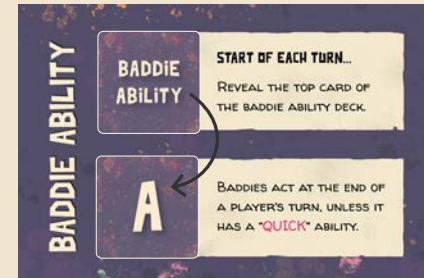 BADDIE ABILITY
BADDIE
ABILITY
START OF EACH TURN...
REVEAL THE TOP CARD OF
THE BADDIE ABILITY DECK.
A
BADDIES ACT AT THE END OF
A PLAYER'S TURN, UNLESS IT
HAS A "QUICK" ABILITY.